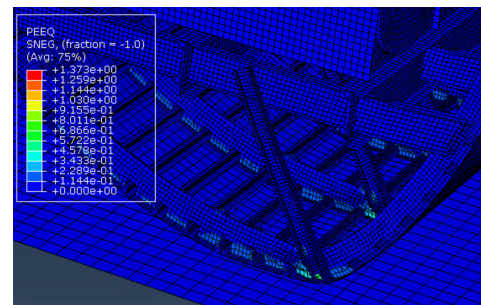 PEEQ
SNEG, (fraction = -1.0)
(Avg: 75%)
+1.373e+00
+1.259e+00
+1.144e+00
+1.030e+00
+9.155e-01
+8.011e-01
+6.866e-01
+5.722e-01
+4.578e-01
+3.433e-01
+2.289e-01
+1.144e-01
+0.000e+00